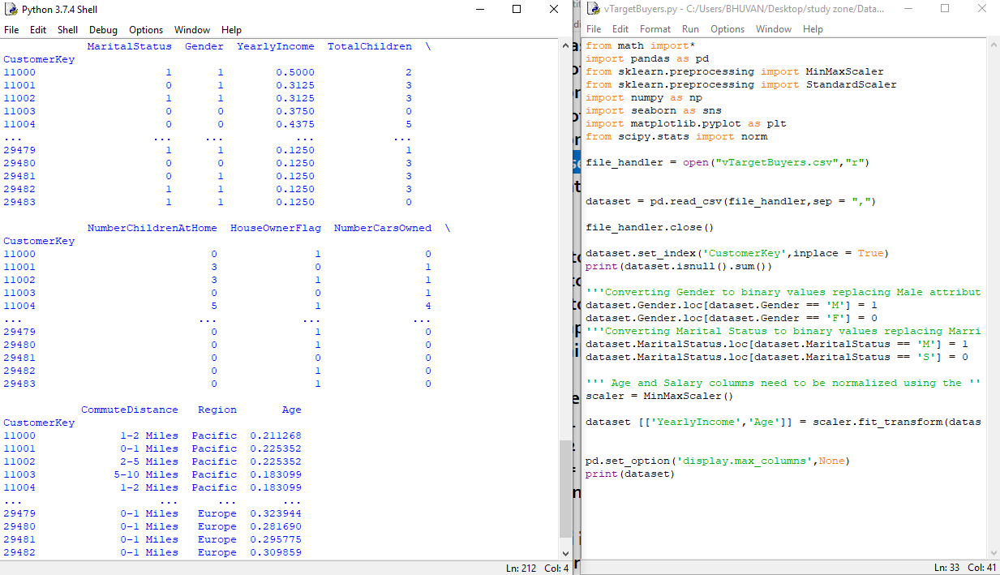 Python 3.7.4 Shell
File Edit Shell Debug Options Window Help
MaritalStatus Gender YearlyIncome TotalChildren \
CustomerKey
11000 1 1 0.5000 2
11001 0 1 0.3125 3
11002 1 1 0.3125 3
11003 0 0 0.3750 0
11004 0 0 0.4375 5
... ... ... ... ...
29479 1 1 0.1250 1
29480 0 0 0.1250 3
29481 0 1 0.1250 3
29482 1 1 0.1250 3
29483 1 1 0.1250 0
NumberChildrenAtHome HouseOwnerFlag NumberCarsOwned \
CustomerKey
11000 0 1 0
11001 3 0 1
11002 3 1 1
11003 0 0 1
11004 5 1 4
... ... ... ...
29479 0 1 0
29480 0 1 0
29481 0 0 0
29482 0 1 0
29483 0 1 0
CommuteDistance Region Age
CustomerKey
11000 1-2 Miles Pacific 0.211268
11001 0-1 Miles Pacific 0.225352
11002 2-5 Miles Pacific 0.225352
11003 5-10 Miles Pacific 0.183099
11004 1-2 Miles Pacific 0.183099
... ... ... ...
29479 0-1 Miles Europe 0.323944
29480 0-1 Miles Europe 0.281690
29481 0-1 Miles Europe 0.295775
29482 0-1 Miles Europe 0.309859
Ln: 212 Col: 4
vTargetBuyers.py - C:/Users/BHUVAN/Desktop/study zone/Data...
File Edit Format Run Options Window Help
from math import*
import pandas as pd
from sklearn.preprocessing import MinMaxScaler
from sklearn.preprocessing import StandardScaler
import numpy as np
import seaborn as sns
import matplotlib.pyplot as plt
from scipy.stats import norm
file_handler = open("vTargetBuyers.csv","r")
dataset = pd.read_csv(file_handler,sep = ",")
file_handler.close()
dataset.set_index('CustomerKey',inplace = True)
print(dataset.isnull().sum())
'''Converting Gender to binary values replacing Male attribut
dataset.Gender.loc[dataset.Gender == 'M'] = 1
dataset.Gender.loc[dataset.Gender == 'F'] = 0
'''Converting Marital Status to binary values replacing Marri
dataset.MaritalStatus.loc[dataset.MaritalStatus == 'M'] = 1
dataset.MaritalStatus.loc[dataset.MaritalStatus == 'S'] = 0
''' Age and Salary columns need to be normalized using the ''
scaler = MinMaxScaler()
dataset [['YearlyIncome','Age']] = scaler.fit_transform(datas
pd.set_option('display.max_columns',None)
print(dataset)
Ln: 33 Col: 41